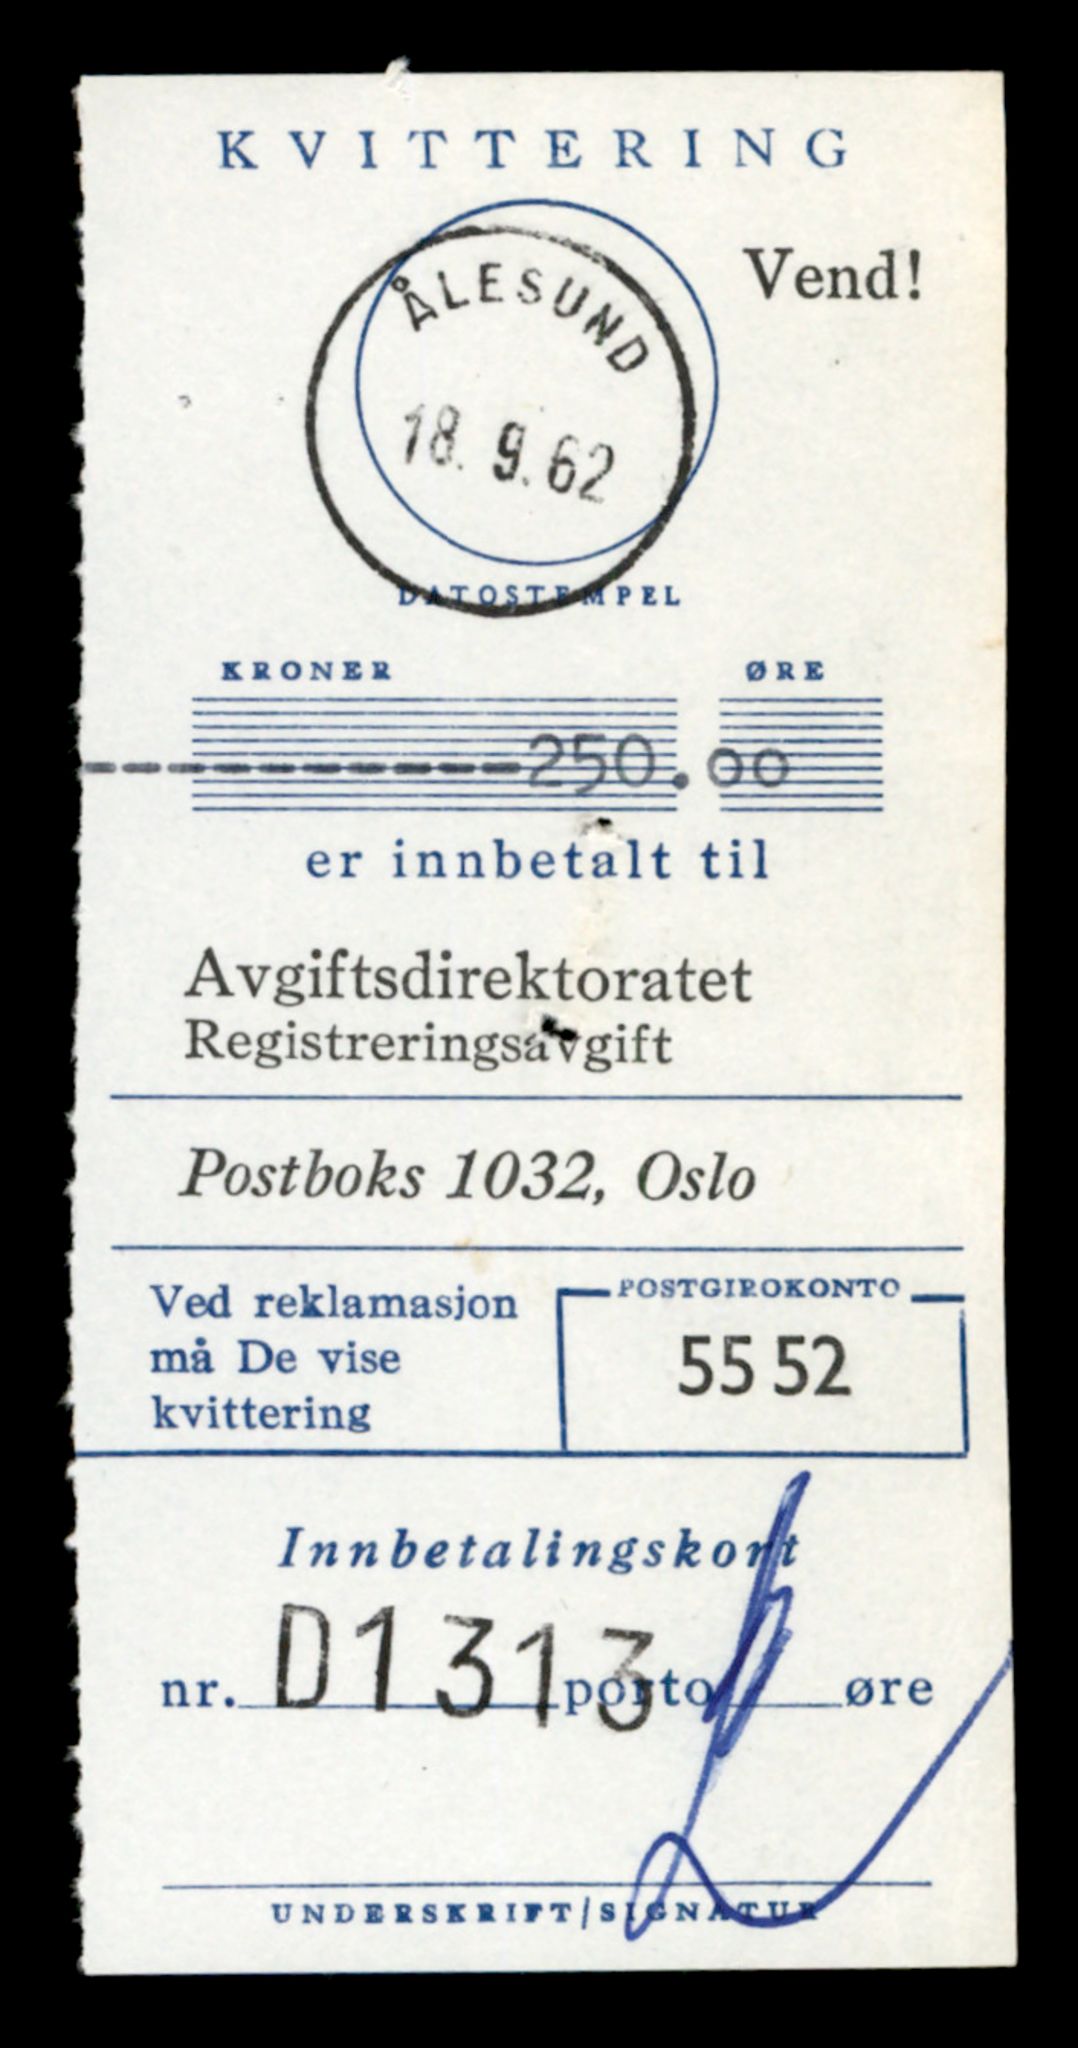 KVITTERING
Vend!
ÅLESUND
18. 9. 62
DATOSTEMPEL
KRONER ØRE
----------250.00
er innbetalt til
Avgiftsdirektoratet
Registreringsavgift
Postboks 1032, Oslo
Ved reklamasjon
må De vise
kvittering
POSTGIROKONTO
55 52
Innbetalingskort
nr. D1313 porto øre
UNDERSKRIFT/SIGNATUR